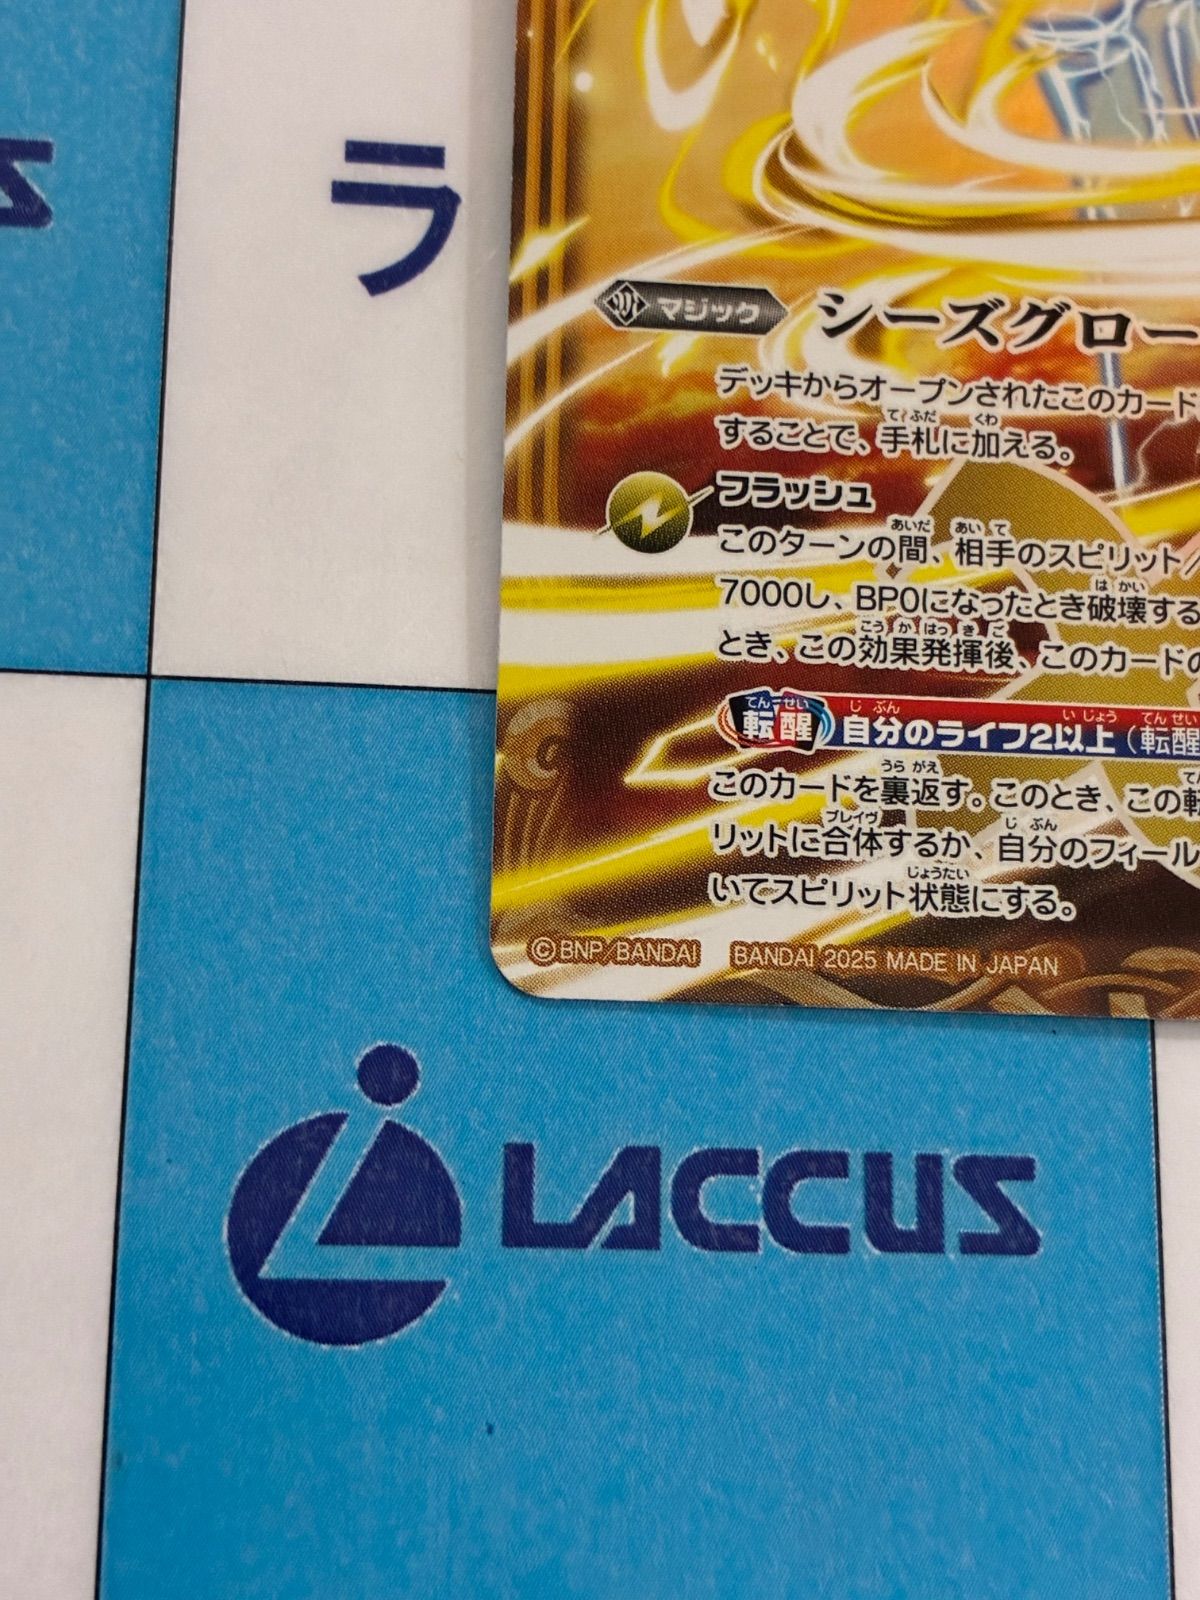 ラ
マジック
シーズグロー
デッキからオープンされたこのカード
することで、手札に加える。
フラッシュ
このターンの間、相手のスピリット/
7000し、BP0になったとき破壊する
とき、この効果発揮後、このカードの
転醒 自分のライフ2以上(転醒
このカードを裏返す。このとき、この転
リットに合体するか、自分のフィール
いてスピリット状態にする。
©BNP/BANDAI BANDAI 2025 MADE IN JAPAN
LACCUS